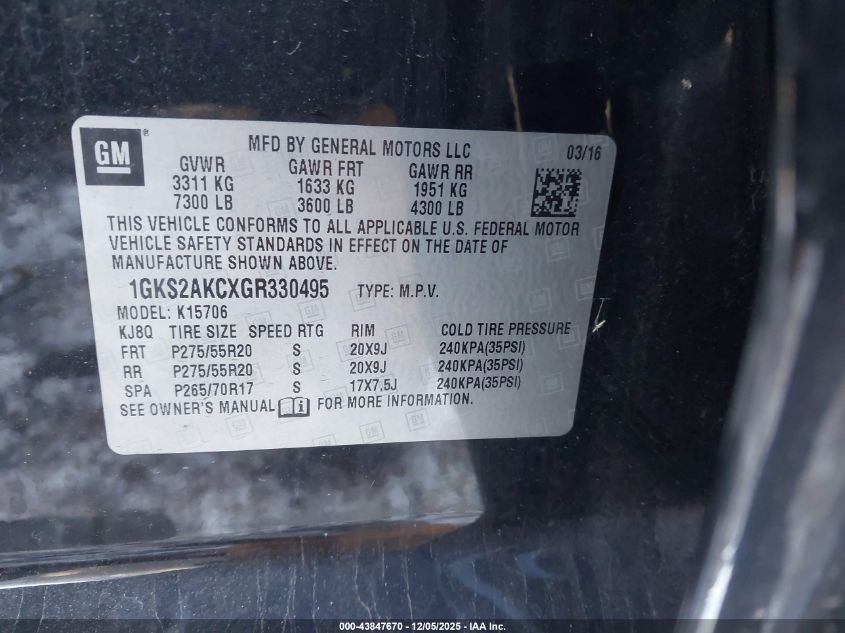 GM ®
MFD BY GENERAL MOTORS LLC 03/16
GVWR GAWR FRT GAWR RR
3311 KG 1633 KG 1951 KG
7300 LB 3600 LB 4300 LB
THIS VEHICLE CONFORMS TO ALL APPLICABLE U.S. FEDERAL MOTOR
VEHICLE SAFETY STANDARDS IN EFFECT ON THE DATE OF
MANUFACTURE SHOWN ABOVE.
1GKS2AKCXGR330495 TYPE: M.P.V.
MODEL: K15706
KJ8Q TIRE SIZE SPEED RTG RIM COLD TIRE PRESSURE
FRT P275/55R20 S 20X9J 240KPA(35PSI)
RR P275/55R20 S 20X9J 240KPA(35PSI)
SPA P265/70R17 S 17X7.5J 240KPA(35PSI)
SEE OWNER'S MANUAL FOR MORE INFORMATION.
000-43847670 - 12/05/2025 - IAA Inc.